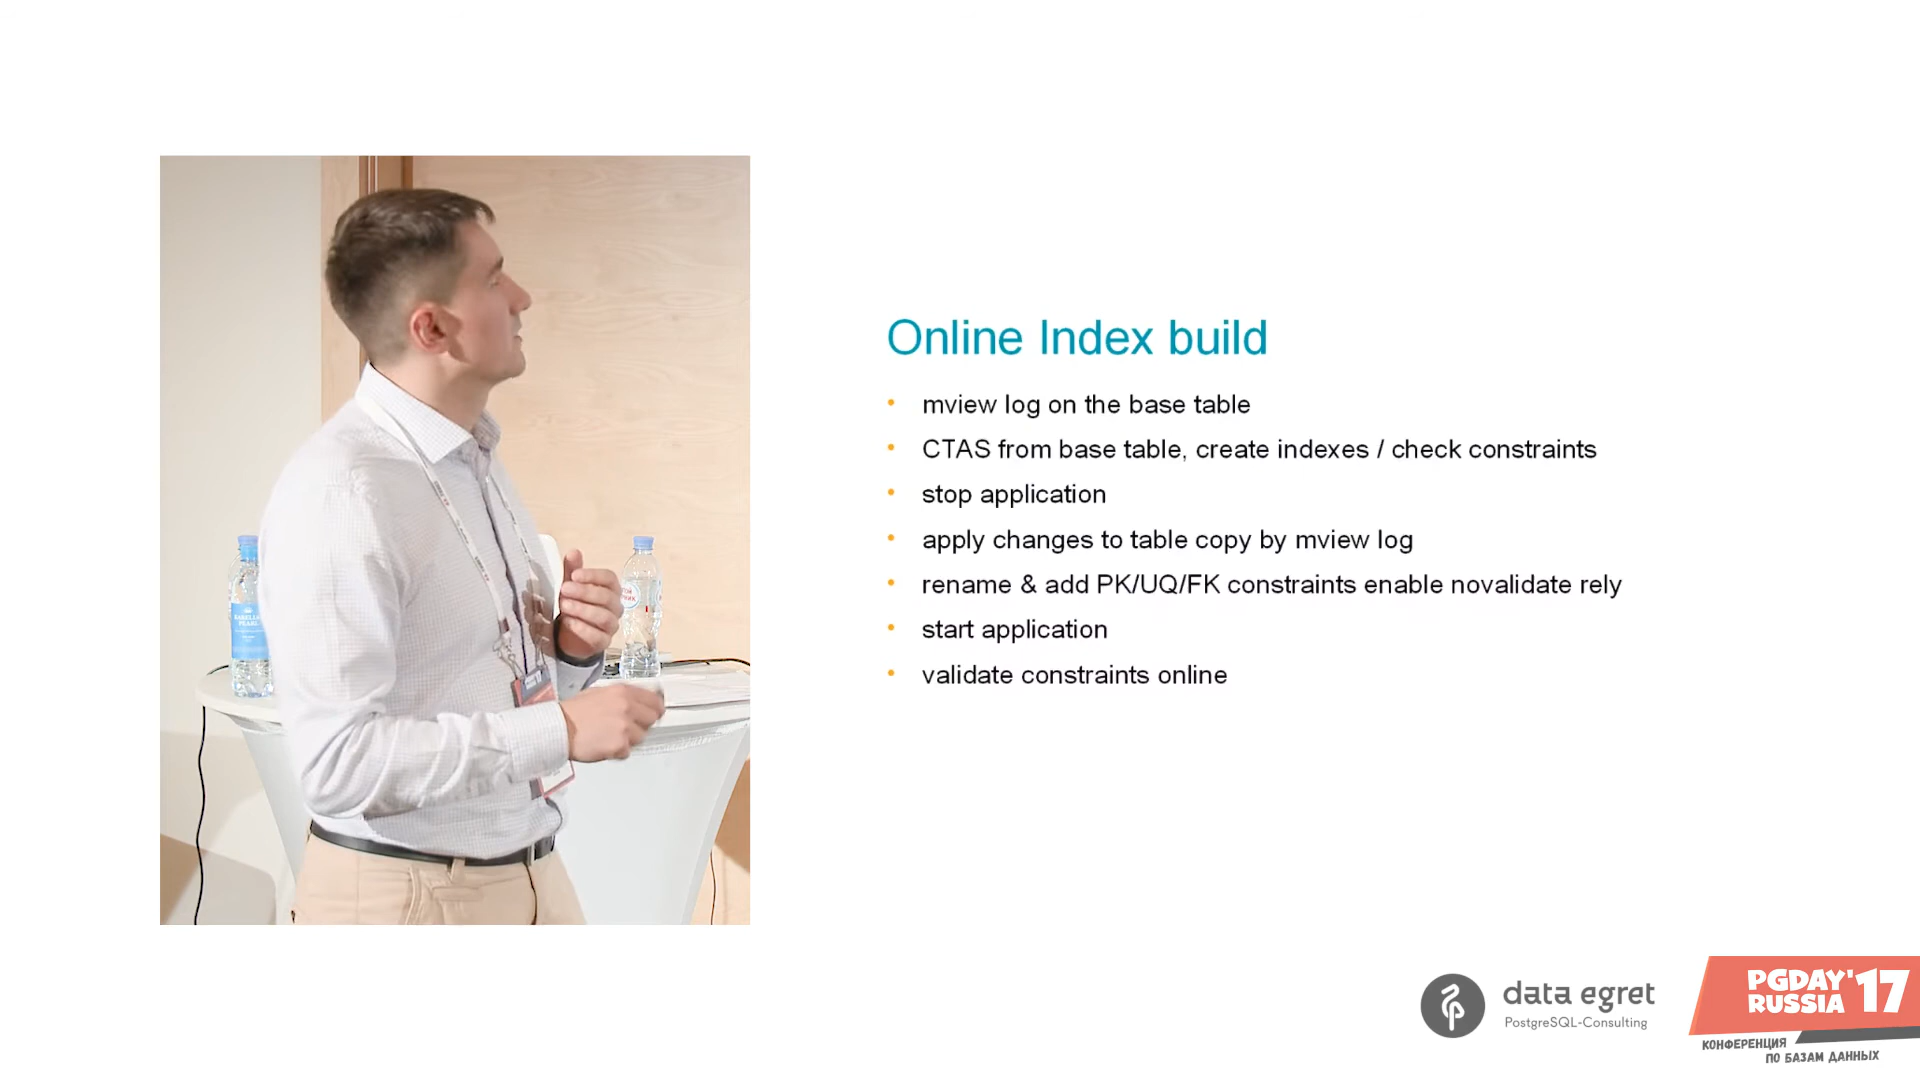 Online Index build
• mview log on the base table
• CTAS from base table, create indexes / check constraints
• stop application
• apply changes to table copy by mview log
• rename & add PK/UQ/FK constraints enable novalidate rely
• start application
• validate constraints online
data egret
PostgreSQL-Consulting
PGDAY'17
RUSSIA
КОНФЕРЕНЦИЯ
ПО БАЗАМ ДАННЫХ